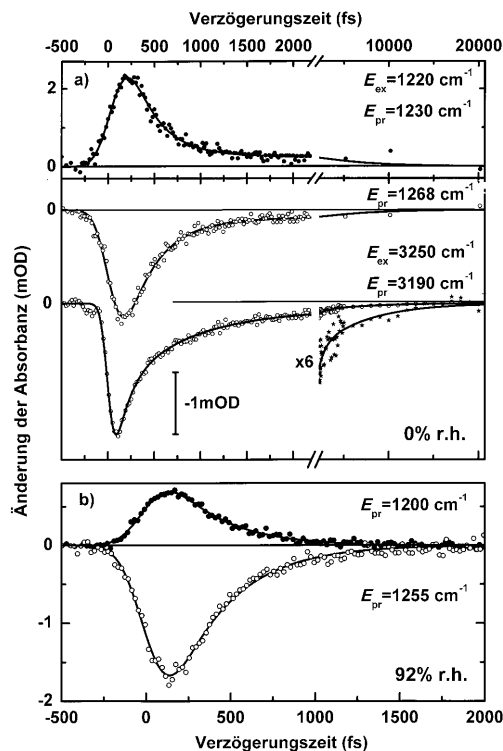 Verzögerungszeit (fs)
-500 0 500 1000 1500 2000 10000 20000
a)
E_ex=1220 cm⁻¹
E_pr=1230 cm⁻¹
2
0
E_pr=1268 cm⁻¹
0
E_ex=3250 cm⁻¹
E_pr=3190 cm⁻¹
0
x6
-1mOD
0% r.h.
Änderung der Absorbanz (mOD)
b)
E_pr=1200 cm⁻¹
0
E_pr=1255 cm⁻¹
-1
92% r.h.
-2
-500 0 500 1000 1500 2000
Verzögerungszeit (fs)